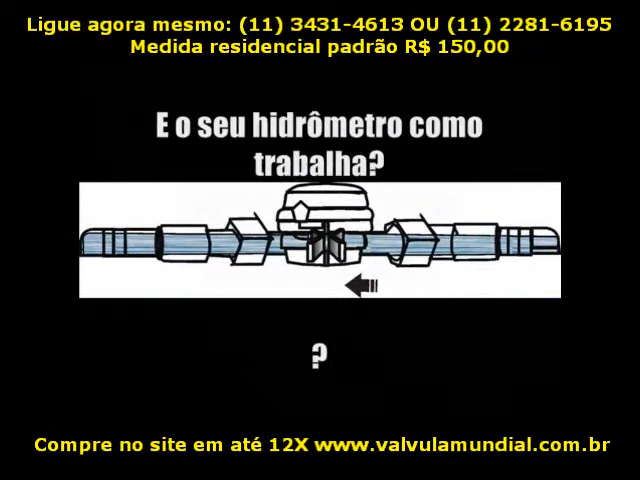 Ligue agora mesmo: (11) 3431-4613 OU (11) 2281-6195
Medida residencial padrão R$ 150,00
E o seu hidrômetro como
trabalha?
?
Compre no site em até 12X www.valvulamundial.com.br